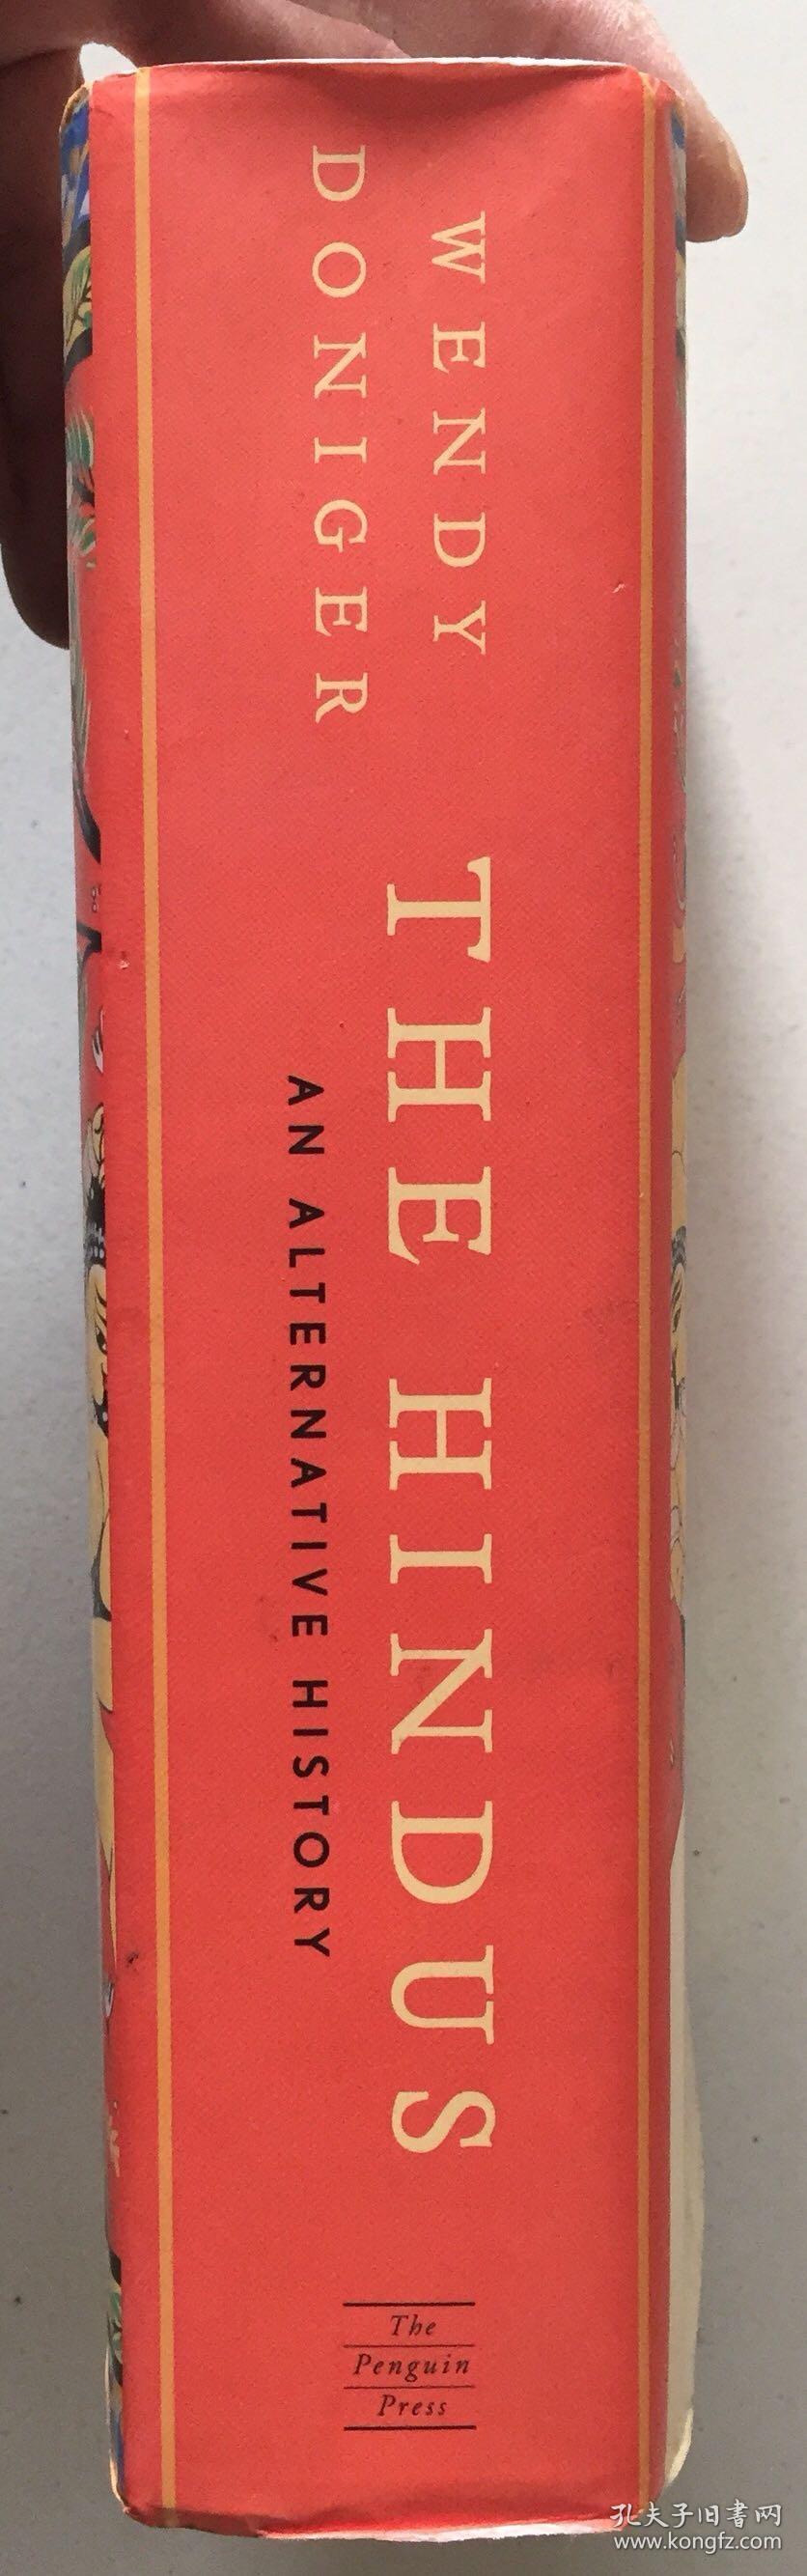 WENDY
DONIGER
THE HINDUS
AN ALTERNATIVE HISTORY
The
Penguin
Press
孔夫子旧書网
www.kongfz.com